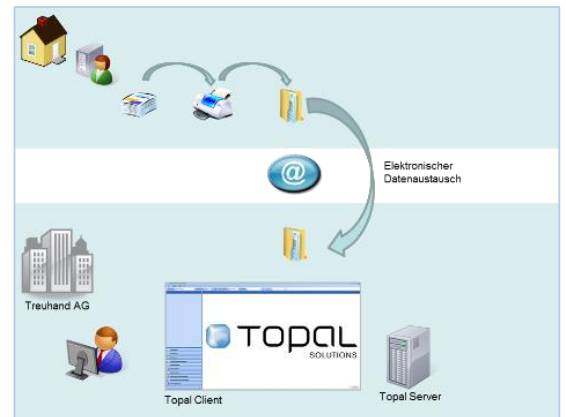 @
Elektronischer
Datenaustausch
Treuhand AG
TOPAL
SOLUTIONS
Topal Client
Topal Server